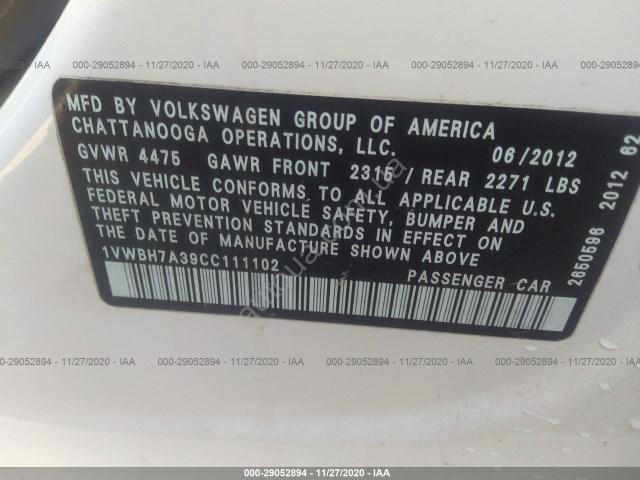 000-29052894 - 11/27/2020 - IAA 000-29052894 - 11/27/2020 - IAA 000-29052894 - 11/27/2020 - IAA
MFD BY VOLKSWAGEN GROUP OF AMERICA
CHATTANOOGA OPERATIONS, LLC. 06/2012
GVWR 4475 GAWR FRONT 2315 / REAR 2271 LBS
THIS VEHICLE CONFORMS TO ALL APPLICABLE U.S.
FEDERAL MOTOR VEHICLE SAFETY, BUMPER AND
THEFT PREVENTION STANDARDS IN EFFECT ON
THE DATE OF MANUFACTURE SHOWN ABOVE
1VWBH7A39CC111102 PASSENGER CAR
2650596 2012 62
000-29052894 - 11/27/2020 - IAA 000-29052894 - 11/27/2020 - IAA 000-29052894 - 11/27/2020 - IAA
000-29052894 - 11/27/2020 - IAA